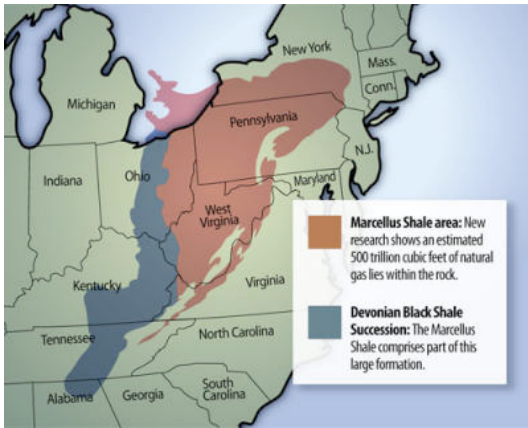 New York
Mass.
Michigan
Conn.
Pennsylvania
N.J.
Indiana
Ohio
Maryland
West
Virginia
Virginia
Kentucky
Tennessee
North Carolina
South
Carolina
Alabama
Georgia
Marcellus Shale area: New
research shows an estimated
500 trillion cubic feet of natural
gas lies within the rock.
Devonian Black Shale
Succession: The Marcellus
Shale comprises part of this
large formation.